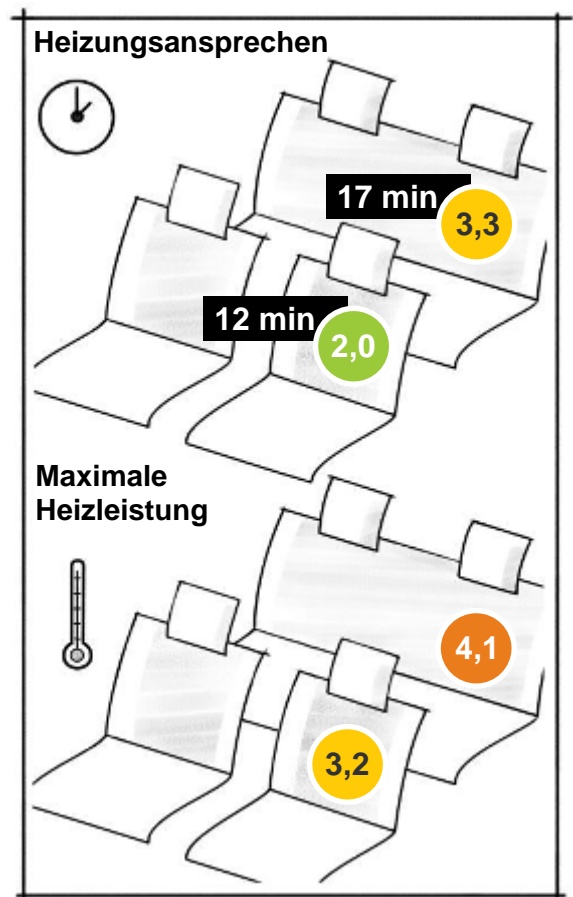 Heizungsansprechen
17 min
3,3
12 min
2,0
Maximale
Heizleistung
4,1
3,2